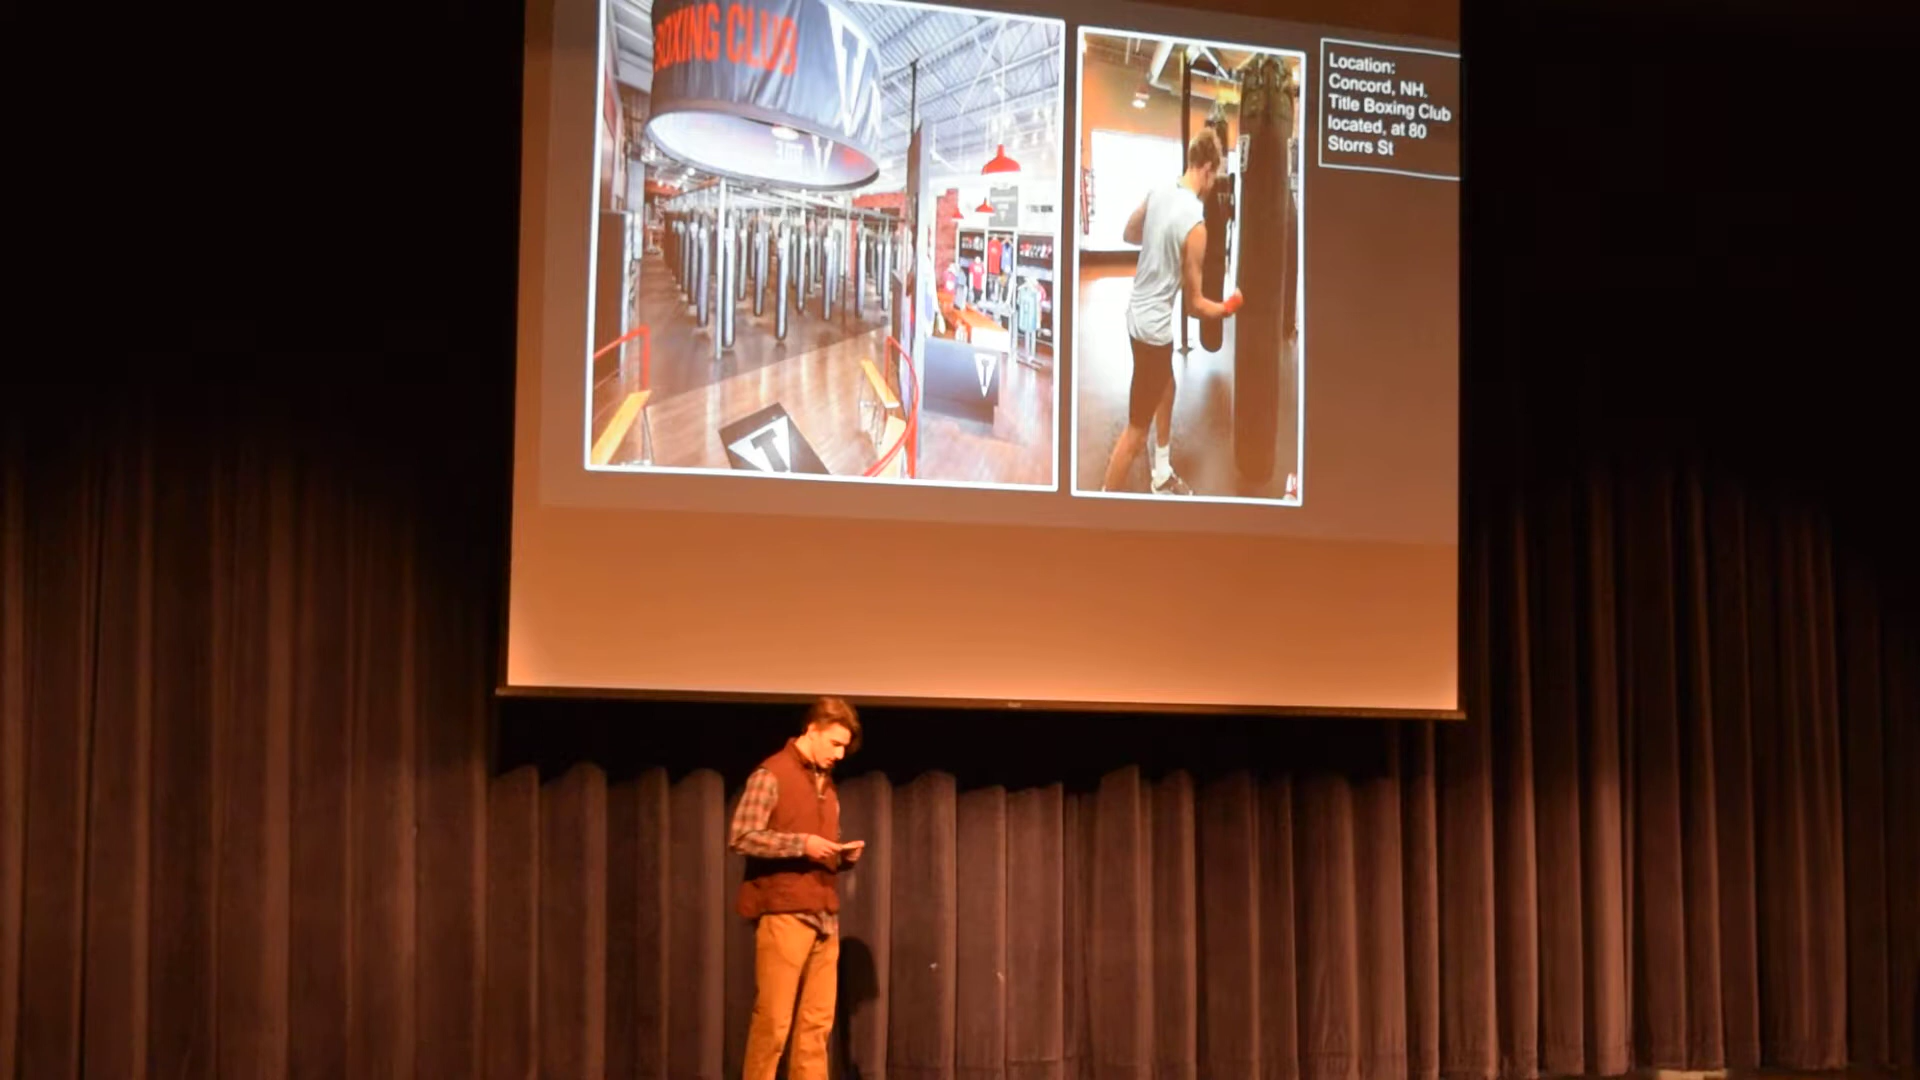 BOXING CLUB
Location:
Concord, NH.
Title Boxing Club
located, at 80
Storrs St